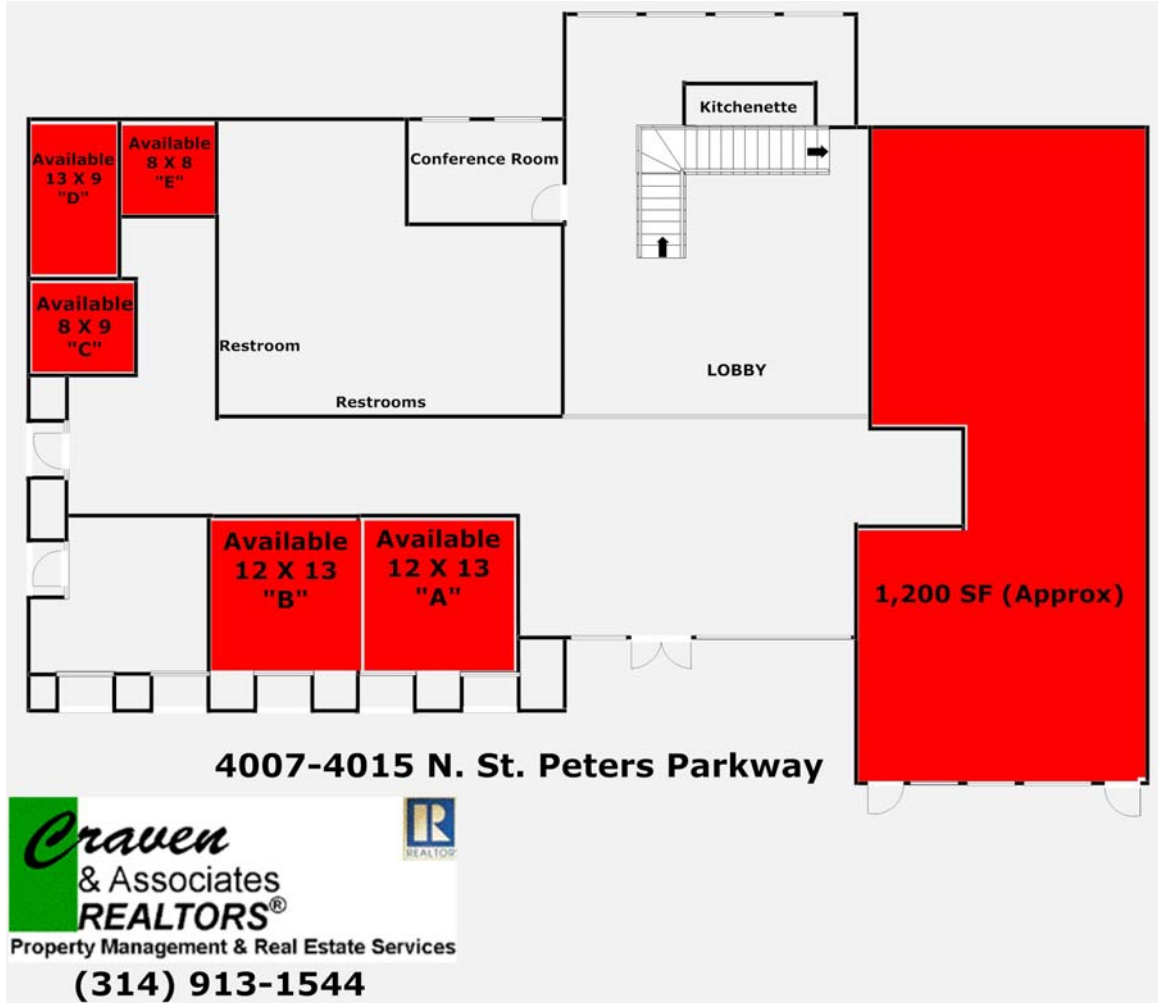 Kitchenette
Available
13 X 9
"D"
Available
8 X 8
"E"
Conference Room
Available
8 X 9
"C"
Restroom
LOBBY
Restrooms
Available
12 X 13
"B"
Available
12 X 13
"A"
1,200 SF (Approx)
4007-4015 N. St. Peters Parkway
Craven
& Associates
REALTORS®
Property Management & Real Estate Services
R
REALTOR
(314) 913-1544